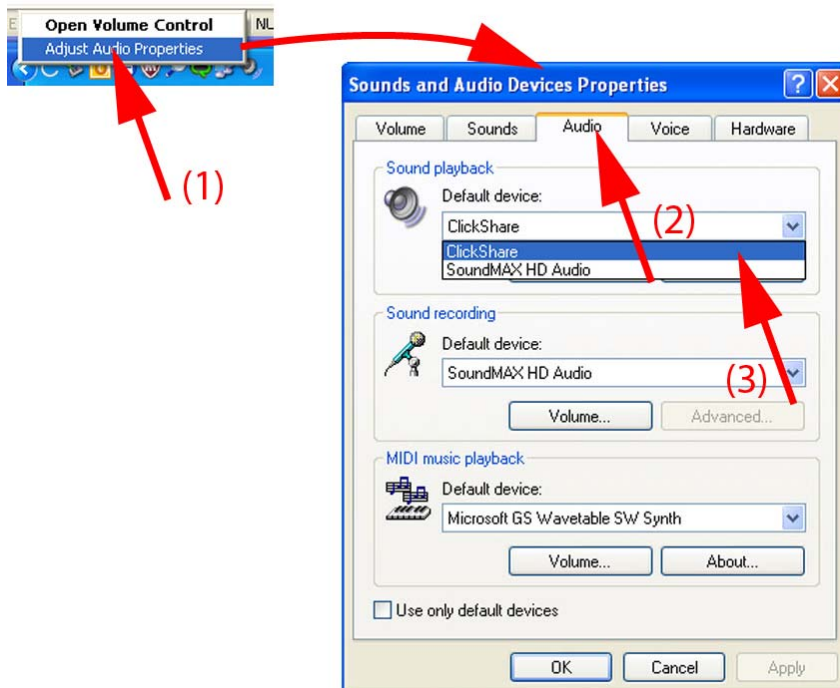 E
Open Volume Control
NL
Adjust Audio Properties
(1)
Sounds and Audio Devices Properties
Volume Sounds Audio Voice Hardware
Sound playback
Default device:
ClickShare
(2)
ClickShare
SoundMAX HD Audio
Sound recording
Default device:
SoundMAX HD Audio
(3)
Volume... Advanced...
MIDI music playback
Default device:
Microsoft GS Wavetable SW Synth
Volume... About...
Use only default devices
OK Cancel Apply